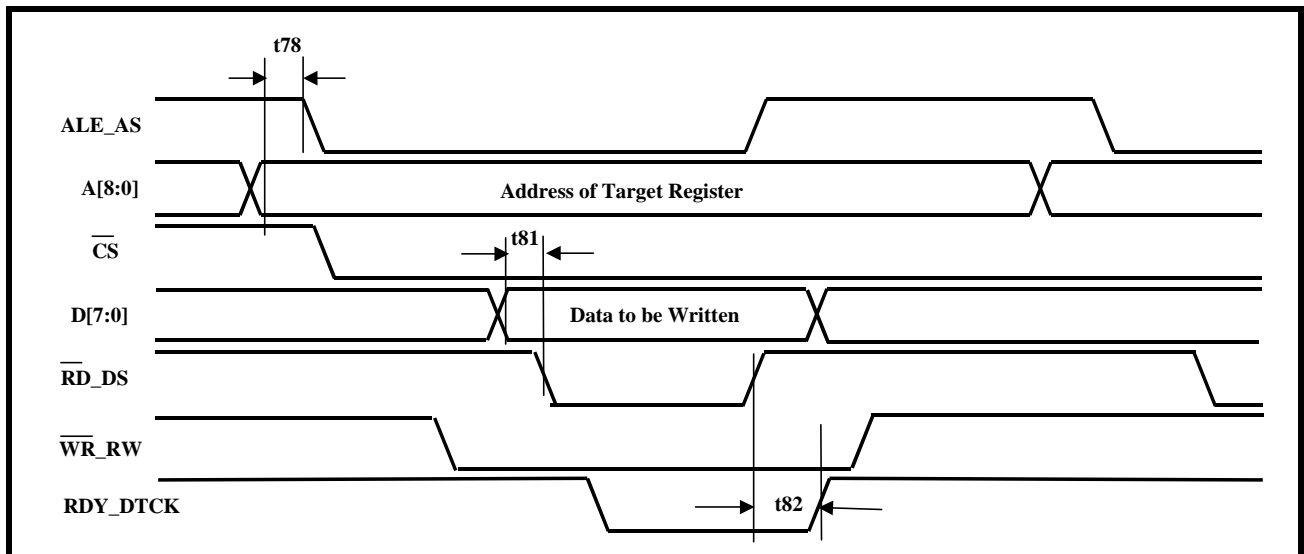 t78
ALE_AS
A[8:0]
Address of Target Register
CS
t81
D[7:0]
Data to be Written
RD_DS
WR_RW
RDY_DTCK
t82